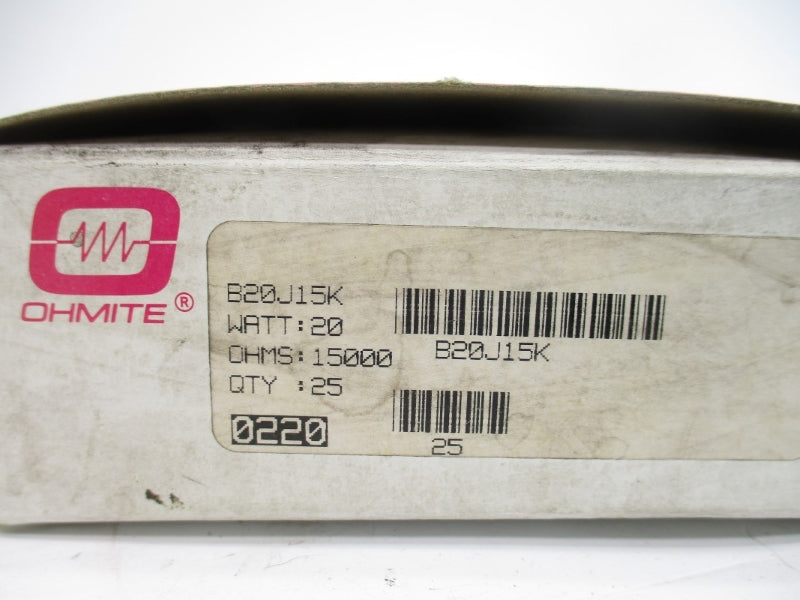 OHMITE®
B20J15K
WATT:20
OHMS:15000
QTY :25
0220
B20J15K
25